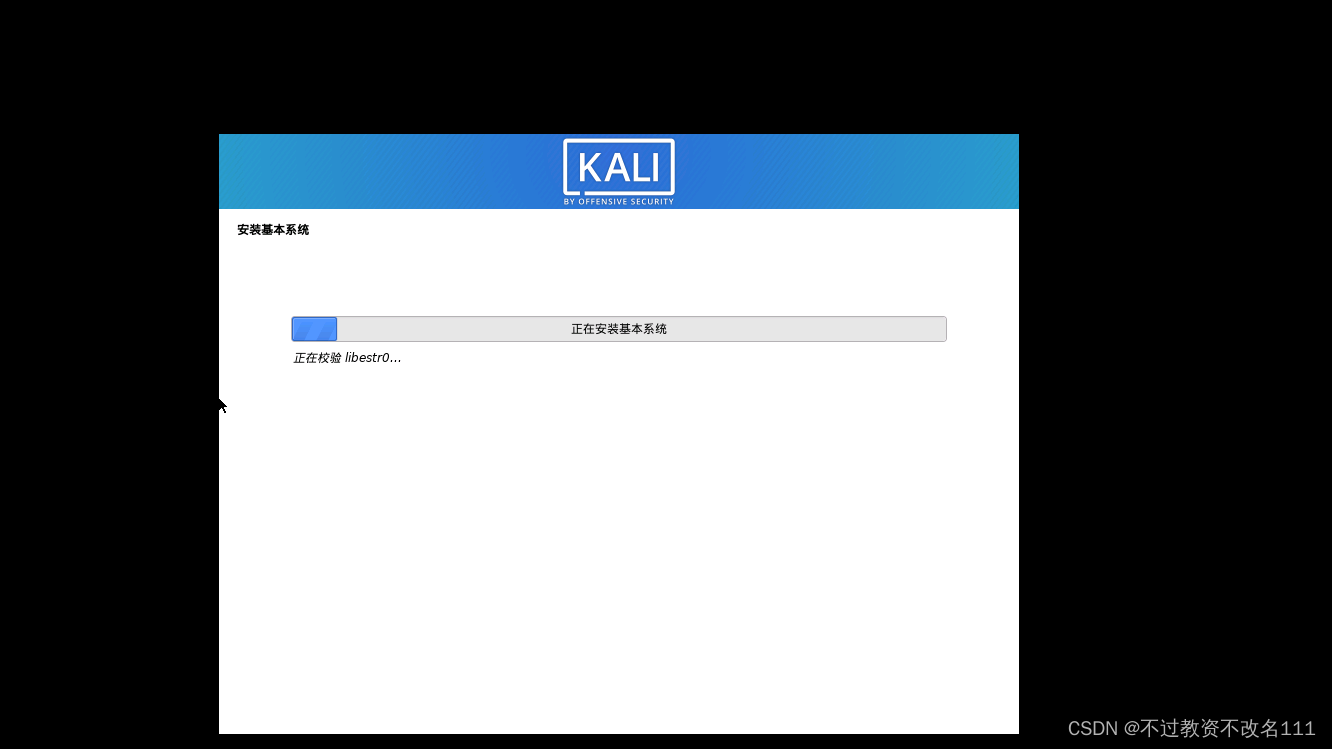 KALI
BY OFFENSIVE SECURITY
安装基本系统
正在安装基本系统
正在校验 libestr0...
CSDN @不过教资不改名111